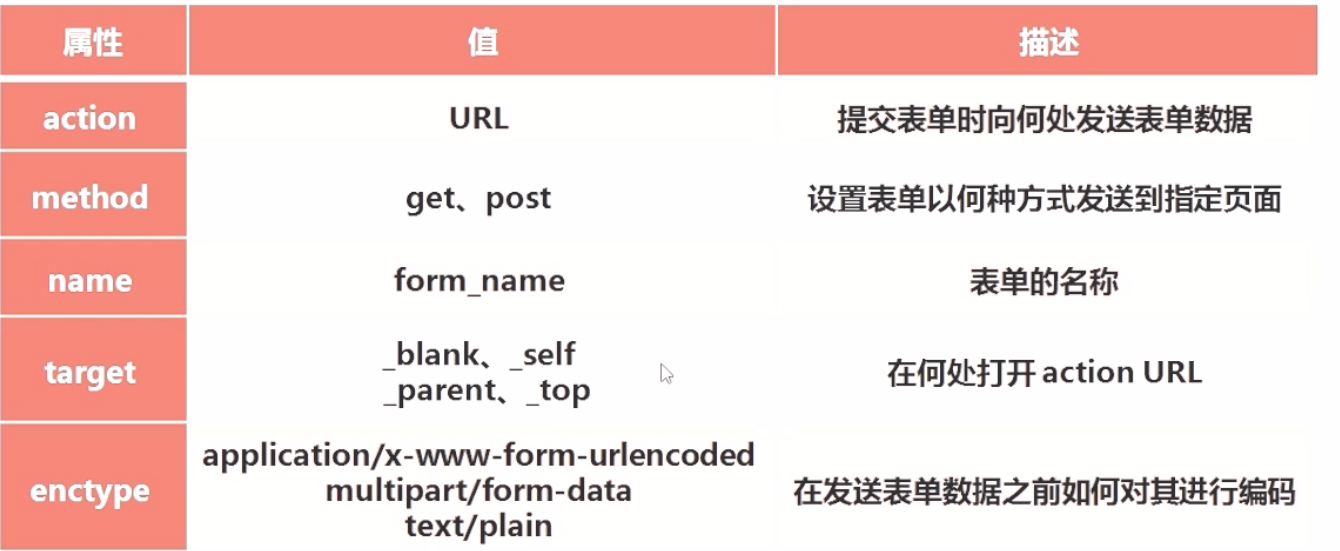 属性 值 描述
action URL 提交表单时向何处发送表单数据
method get、post 设置表单以何种方式发送到指定页面
name form_name 表单的名称
target _blank、_self
_parent、_top 在何处打开 action URL
enctype application/x-www-form-urlencoded
multipart/form-data
text/plain 在发送表单数据之前如何对其进行编码